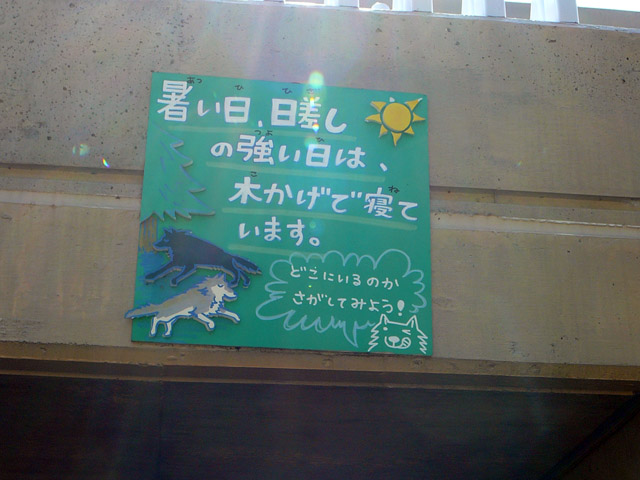 暑い日、日差し
の強い日は、
木かげで寝て
います。
どこにいるのか
さがしてみよう!